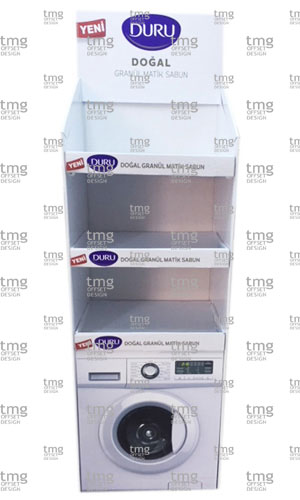 YENİ
DURU
DOĞAL
GRANÜL MATİK SABUN
YENİ DURU DOĞAL GRANÜL MATİK SABUN
YENİ DURU DOĞAL GRANÜL MATİK SABUN
YENİ DURU DOĞAL GRANÜL MATİK SABUN
tmg
OFFSET
DESIGN